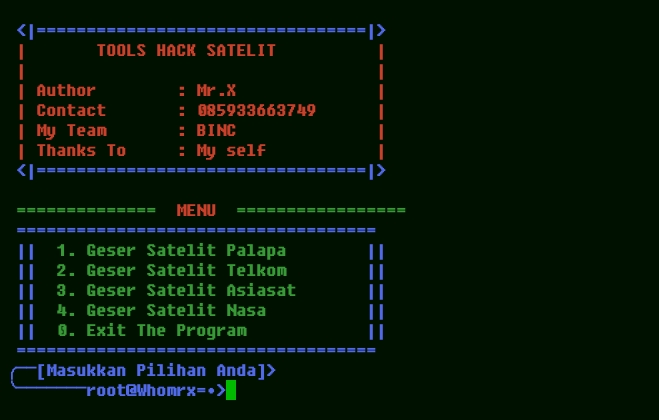 <|=================================|>
| TOOLS HACK SATELIT |
| |
| Author : Mr.X |
| Contact : 085933663749 |
| My Team : BINC |
| Thanks To : My self |
<|=================================|>
============== MENU =================
====================================
|| 1. Geser Satelit Palapa ||
|| 2. Geser Satelit Telkom ||
|| 3. Geser Satelit Asiasat ||
|| 4. Geser Satelit Nasa ||
|| 0. Exit The Program ||
====================================
╭──[Masukkan Pilihan Anda]>
╰───────root@Whomrx=•>